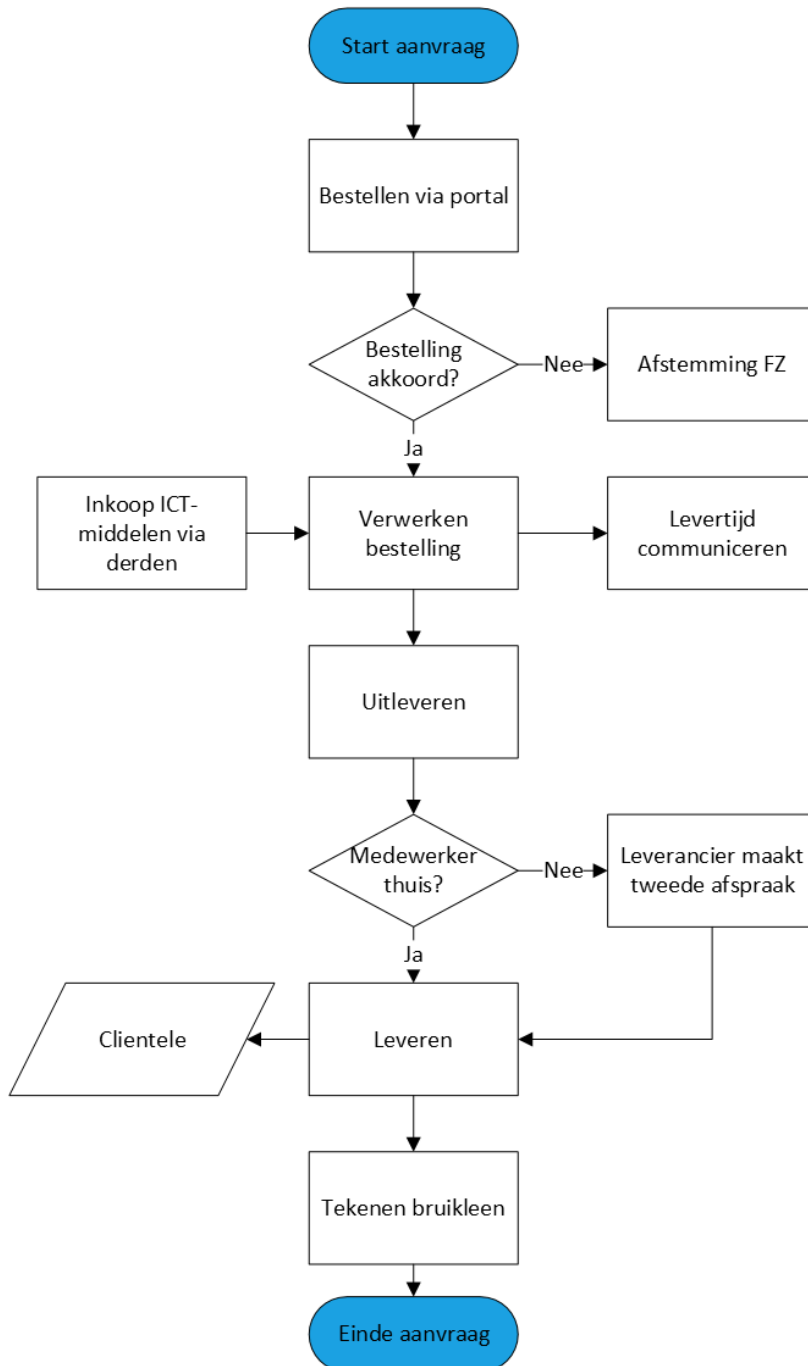 Start aanvraag
Bestellen via portal
Bestelling
akkoord?
Nee
Afstemming FZ
Ja
Inkoop ICT-
middelen via
derden
Verwerken
bestelling
Levertijd
communiceren
Uitleveren
Medewerker
thuis?
Nee
Leverancier maakt
tweede afspraak
Ja
Clientele
Leveren
Tekenen bruikleen
Einde aanvraag